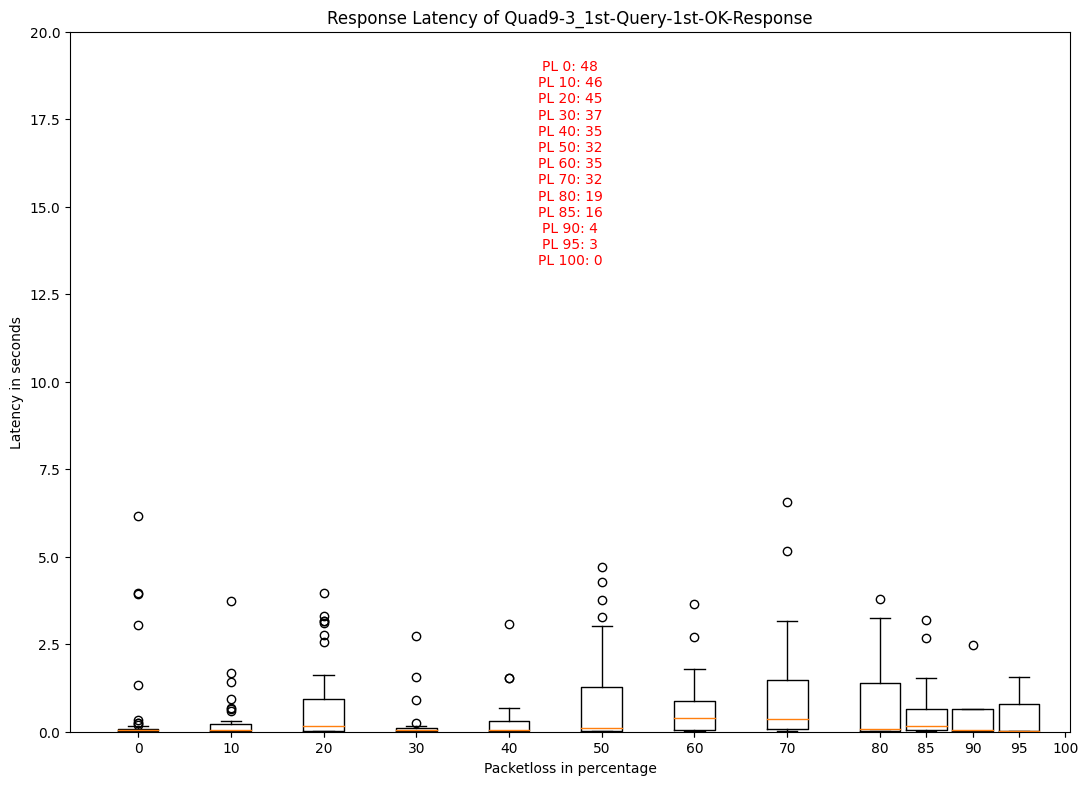 Response Latency of Quad9-3_1st-Query-1st-OK-Response
20.0
17.5
15.0
12.5
10.0
7.5
5.0
2.5
0.0
Latency in seconds
PL 0: 48
PL 10: 46
PL 20: 45
PL 30: 37
PL 40: 35
PL 50: 32
PL 60: 35
PL 70: 32
PL 80: 19
PL 85: 16
PL 90: 4
PL 95: 3
PL 100: 0
0 10 20 30 40 50 60 70 80 85 90 95 100
Packetloss in percentage